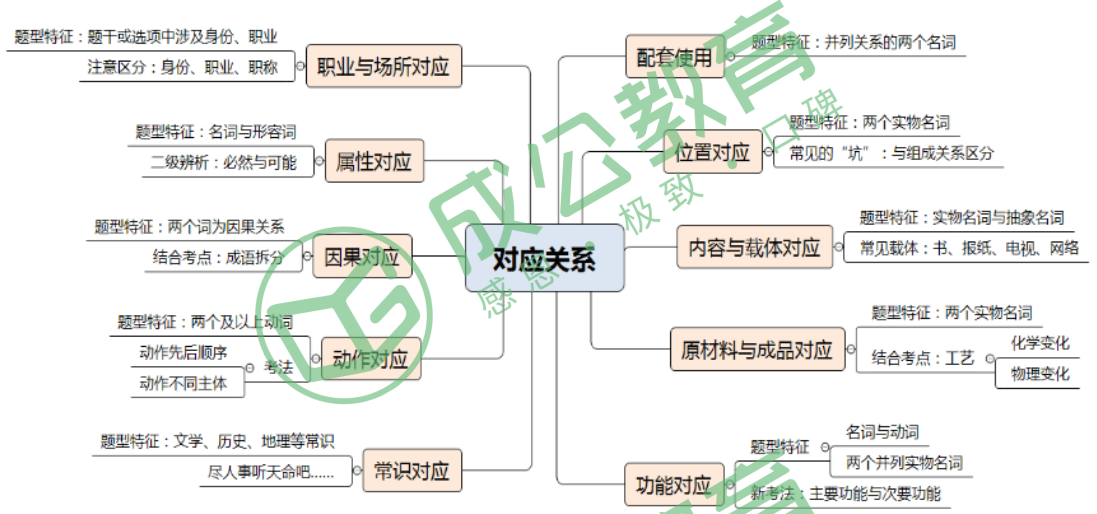 题型特征：题干或选项中涉及身份、职业
注意区分：身份、职业、职称
职业与场所对应
题型特征：名词与形容词
二级辨析：必然与可能
属性对应
题型特征：两个词为因果关系
结合考点：成语拆分
因果对应
题型特征：两个及以上动词
动作先后顺序
动作不同主体
考法
动作对应
题型特征：文学、历史、地理等常识
尽人事听天命吧......
常识对应
对应关系
配套使用
题型特征：并列关系的两个名词
位置对应
题型特征：两个实物名词
常见的“坑”：与组成关系区分
内容与载体对应
题型特征：实物名词与抽象名词
常见载体：书、报纸、电视、网络
原材料与成品对应
题型特征：两个实物名词
结合考点：工艺
化学变化
物理变化
功能对应
题型特征
名词与动词
两个并列实物名词
新考法：主要功能与次要功能
成公教育
感恩·极致·口碑
教育